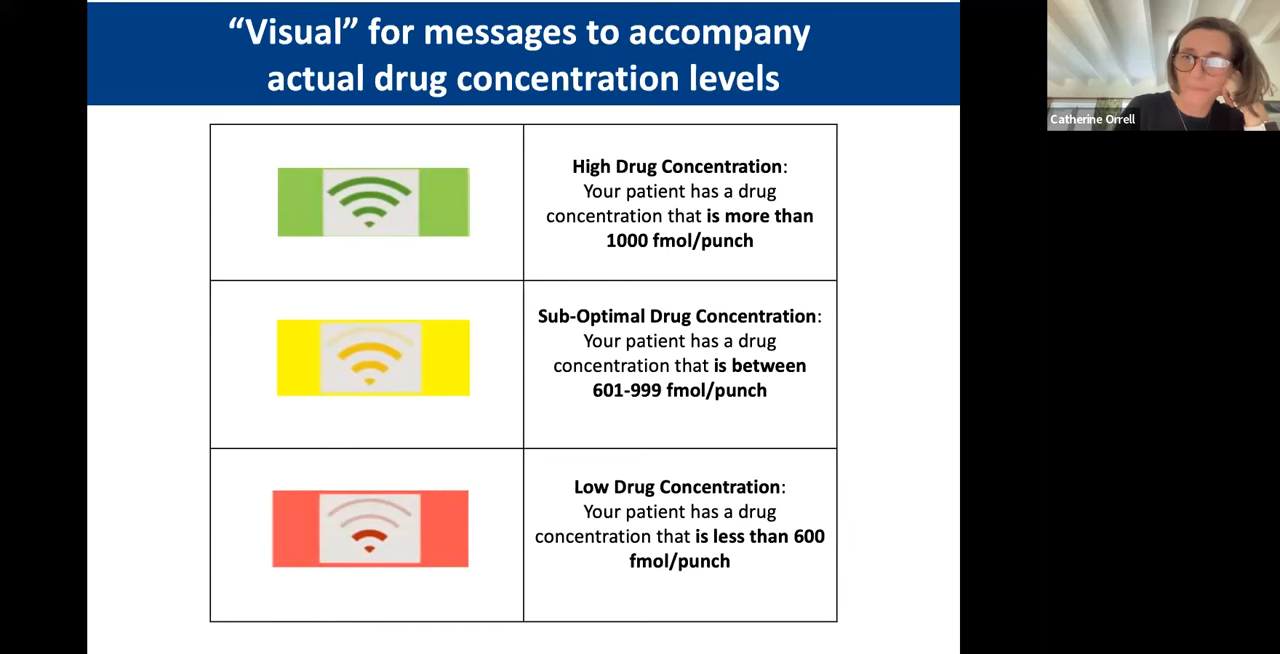 “Visual” for messages to accompany
actual drug concentration levels
Catherine Orrell
High Drug Concentration:
Your patient has a drug
concentration that is more than
1000 fmol/punch
Sub-Optimal Drug Concentration:
Your patient has a drug
concentration that is between
601-999 fmol/punch
Low Drug Concentration:
Your patient has a drug
concentration that is less than 600
fmol/punch